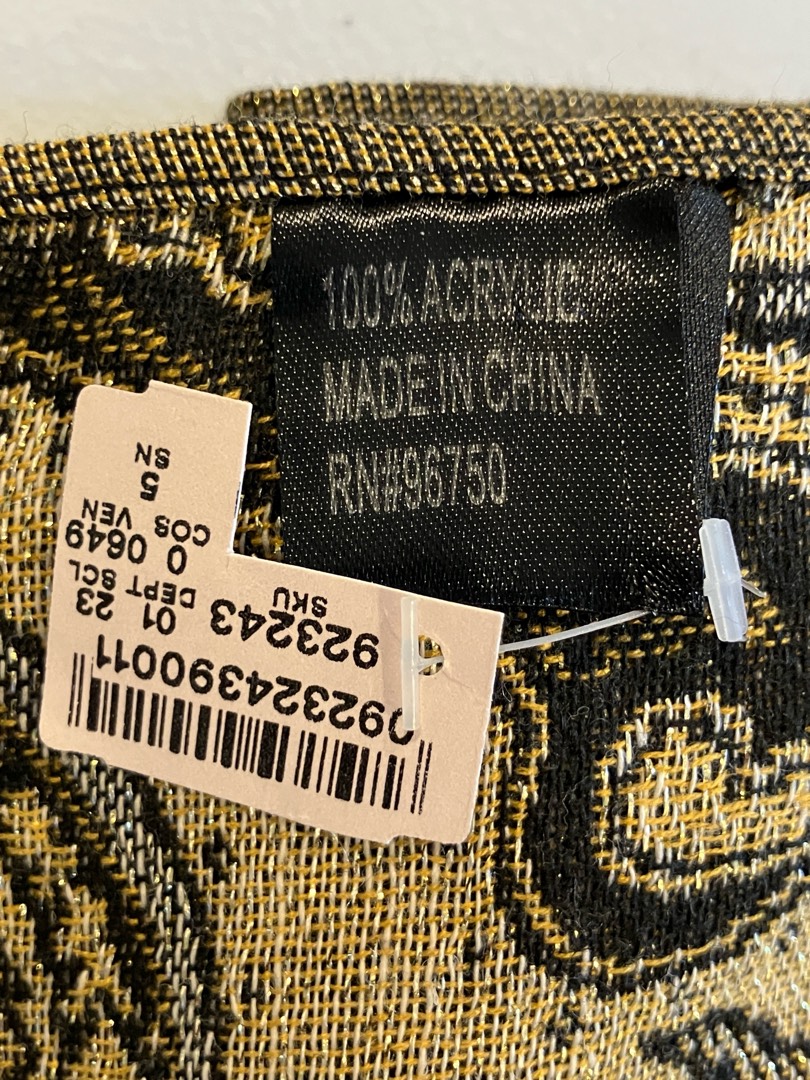 100% ACRYLIC
MADE IN CHINA
RN#96750
092324390011
923243 01 23
SKU DEPT SCL
0 0649
COS VEN
5
SN